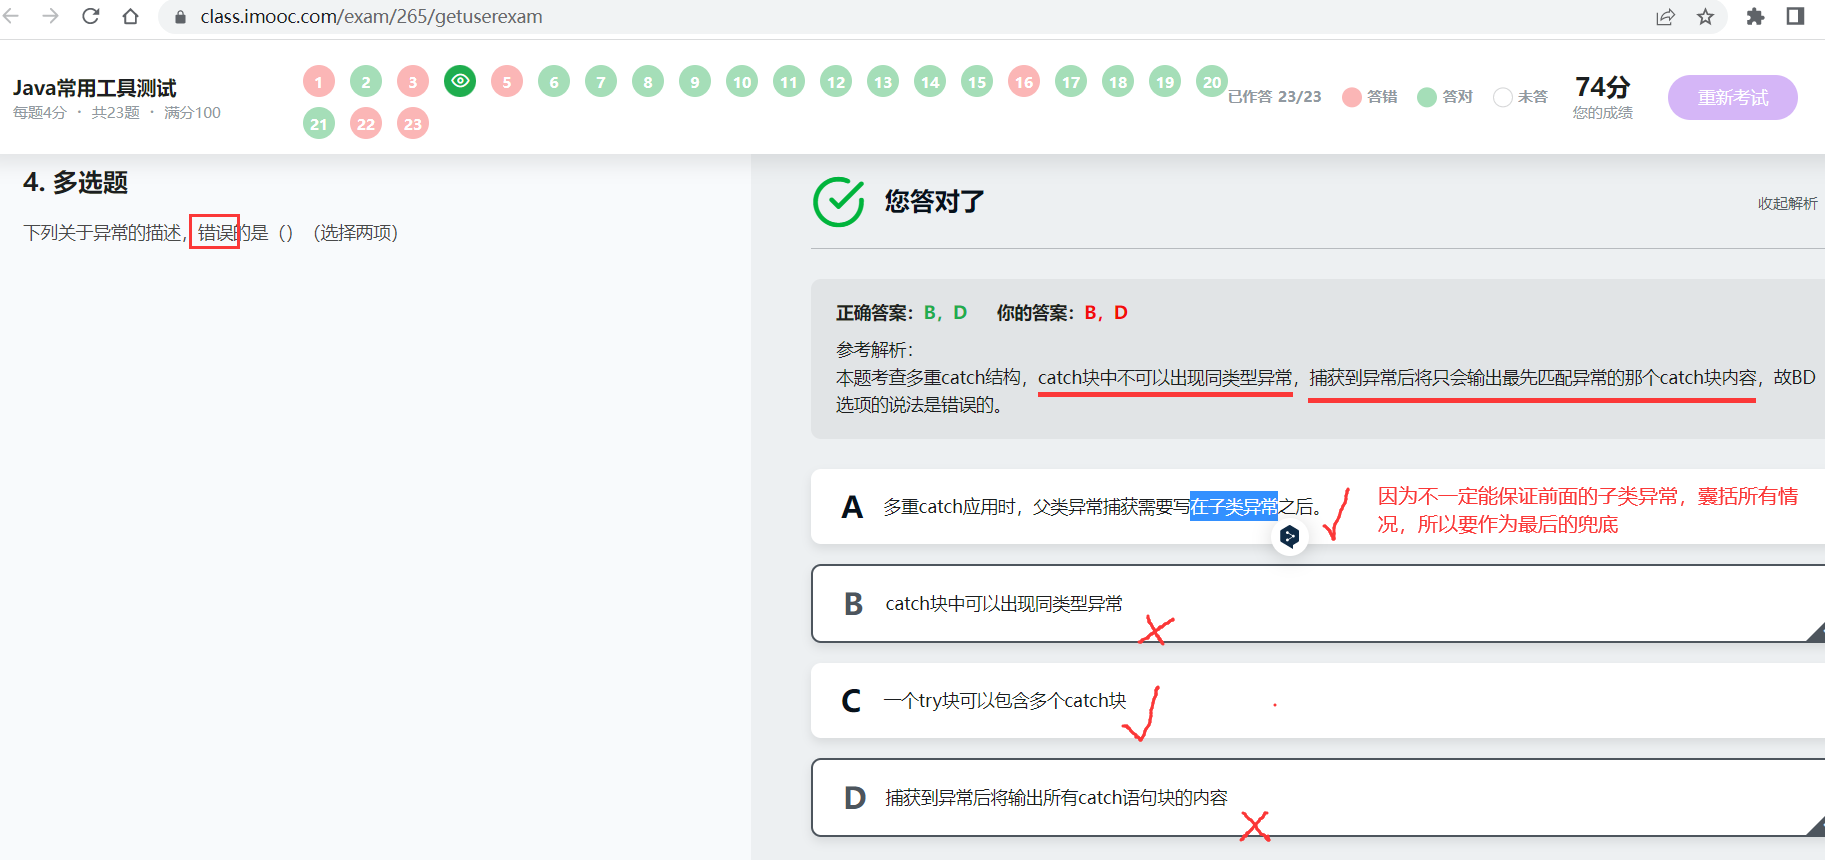 class.imooc.com/exam/265/getuserexam
Java常用工具测试
每题4分 · 共23题 · 满分100
1 2 3 5 6 7 8 9 10 11 12 13 14 15 16 17 18 19 20
21 22 23
已作答 23/23 答错 答对 未答
74分
您的成绩
重新考试
4. 多选题
下列关于异常的描述,错误的是（）（选择两项）
您答对了
收起解析
正确答案：B，D 你的答案：B，D
参考解析：
本题考查多重catch结构，catch块中不可以出现同类型异常，捕获到异常后将只会输出最先匹配异常的那个catch块内容，故BD
选项的说法是错误的。
A 多重catch应用时，父类异常捕获需要写在子类异常之后。
因为不一定能保证前面的子类异常，囊括所有情
况，所以要作为最后的兜底
B catch块中可以出现同类型异常
C 一个try块可以包含多个catch块
D 捕获到异常后将输出所有catch语句块的内容